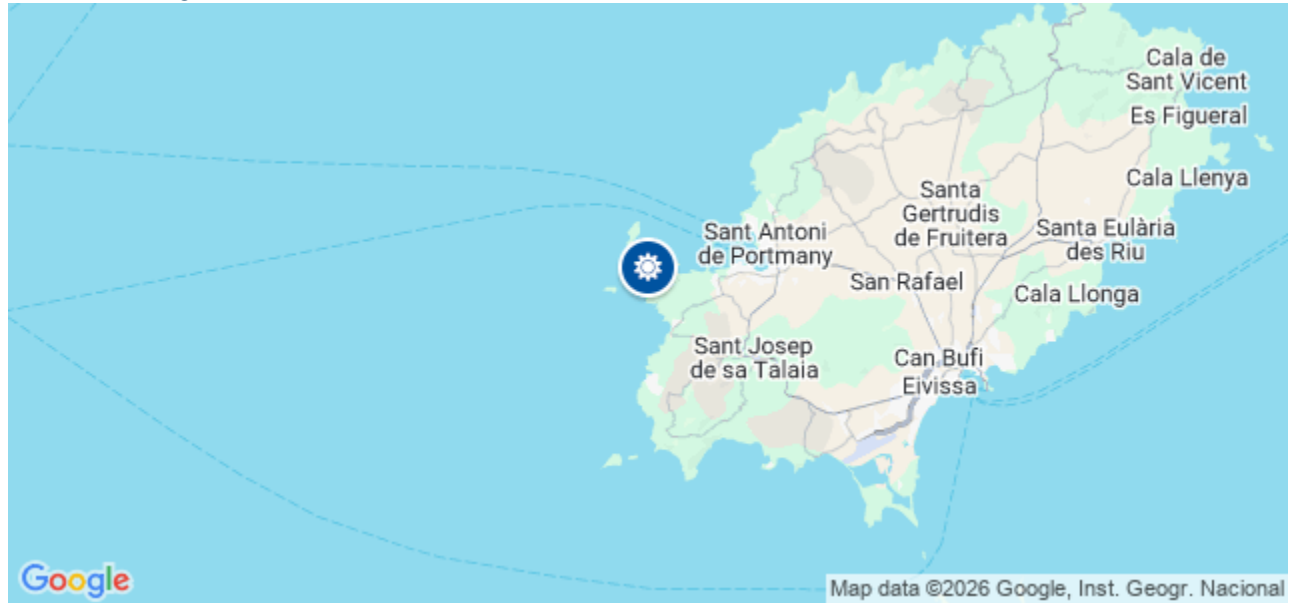 Cala de
Sant Vicent
Es Figueral
Cala Llenya
Santa
Gertrudis
de Fruitera
Sant Antoni
de Portmany
Santa Eulària
des Riu
San Rafael
Cala Llonga
Sant Josep
de sa Talaia
Can Bufi
Eivissa
Google
Map data ©2026 Google, Inst. Geogr. Nacional